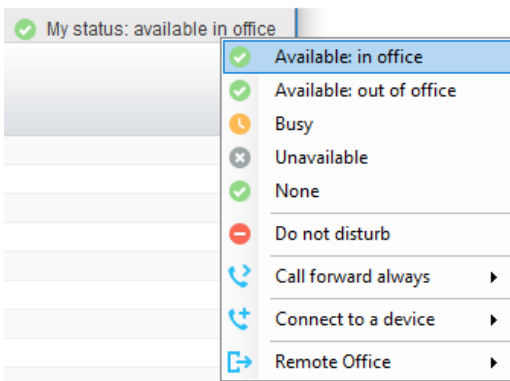 My status: available in office
Available: in office
Available: out of office
Busy
Unavailable
None
Do not disturb
Call forward always
Connect to a device
Remote Office